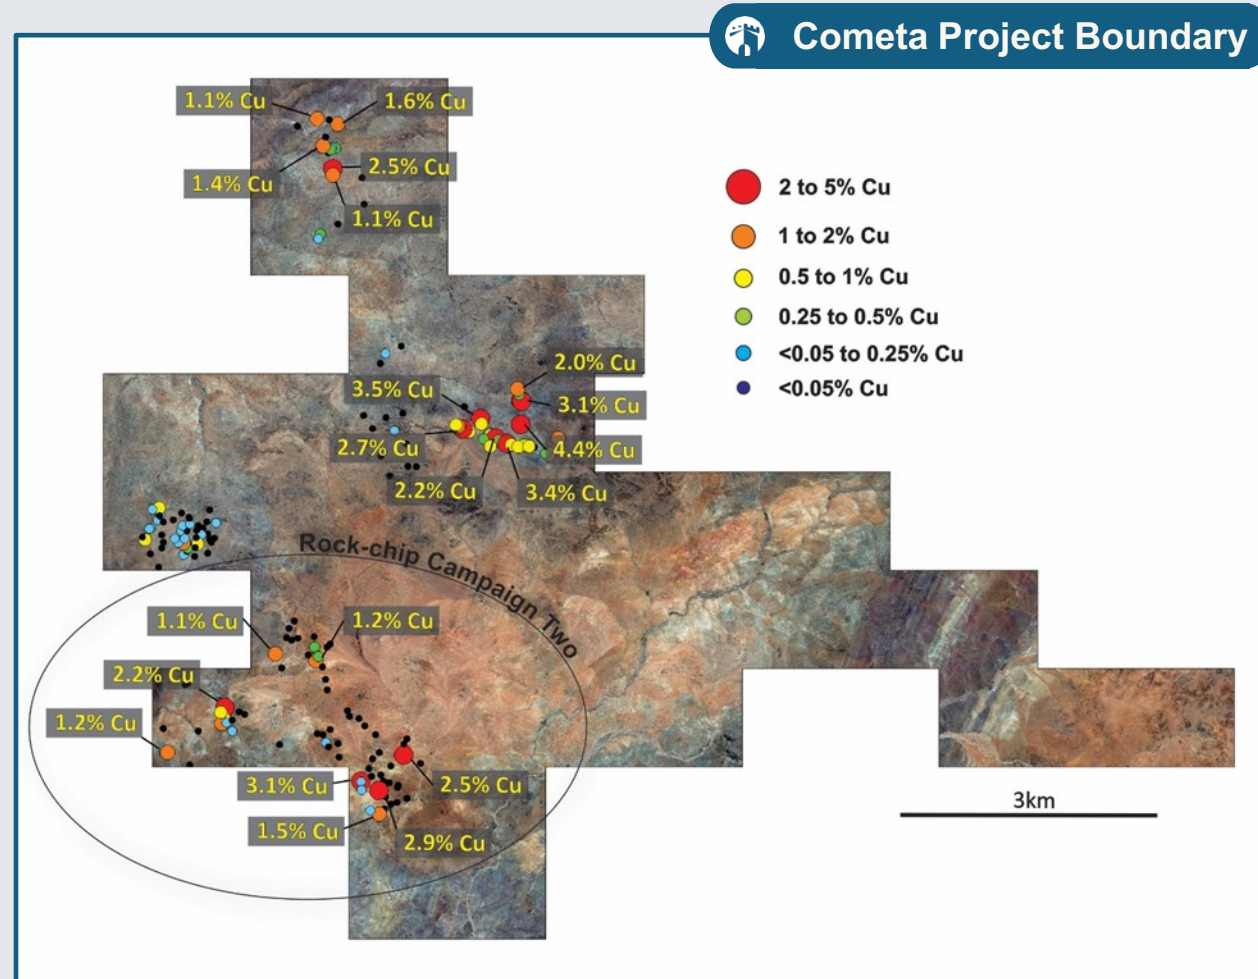 Cometa Project Boundary
1.1% Cu
1.6% Cu
1.4% Cu
2.5% Cu
1.1% Cu
2 to 5% Cu
1 to 2% Cu
0.5 to 1% Cu
0.25 to 0.5% Cu
<0.05 to 0.25% Cu
<0.05% Cu
2.0% Cu
3.5% Cu
3.1% Cu
2.7% Cu
4.4% Cu
2.2% Cu
3.4% Cu
Rock-chip Campaign Two
1.1% Cu
1.2% Cu
2.2% Cu
1.2% Cu
3.1% Cu
2.5% Cu
1.5% Cu
2.9% Cu
3km